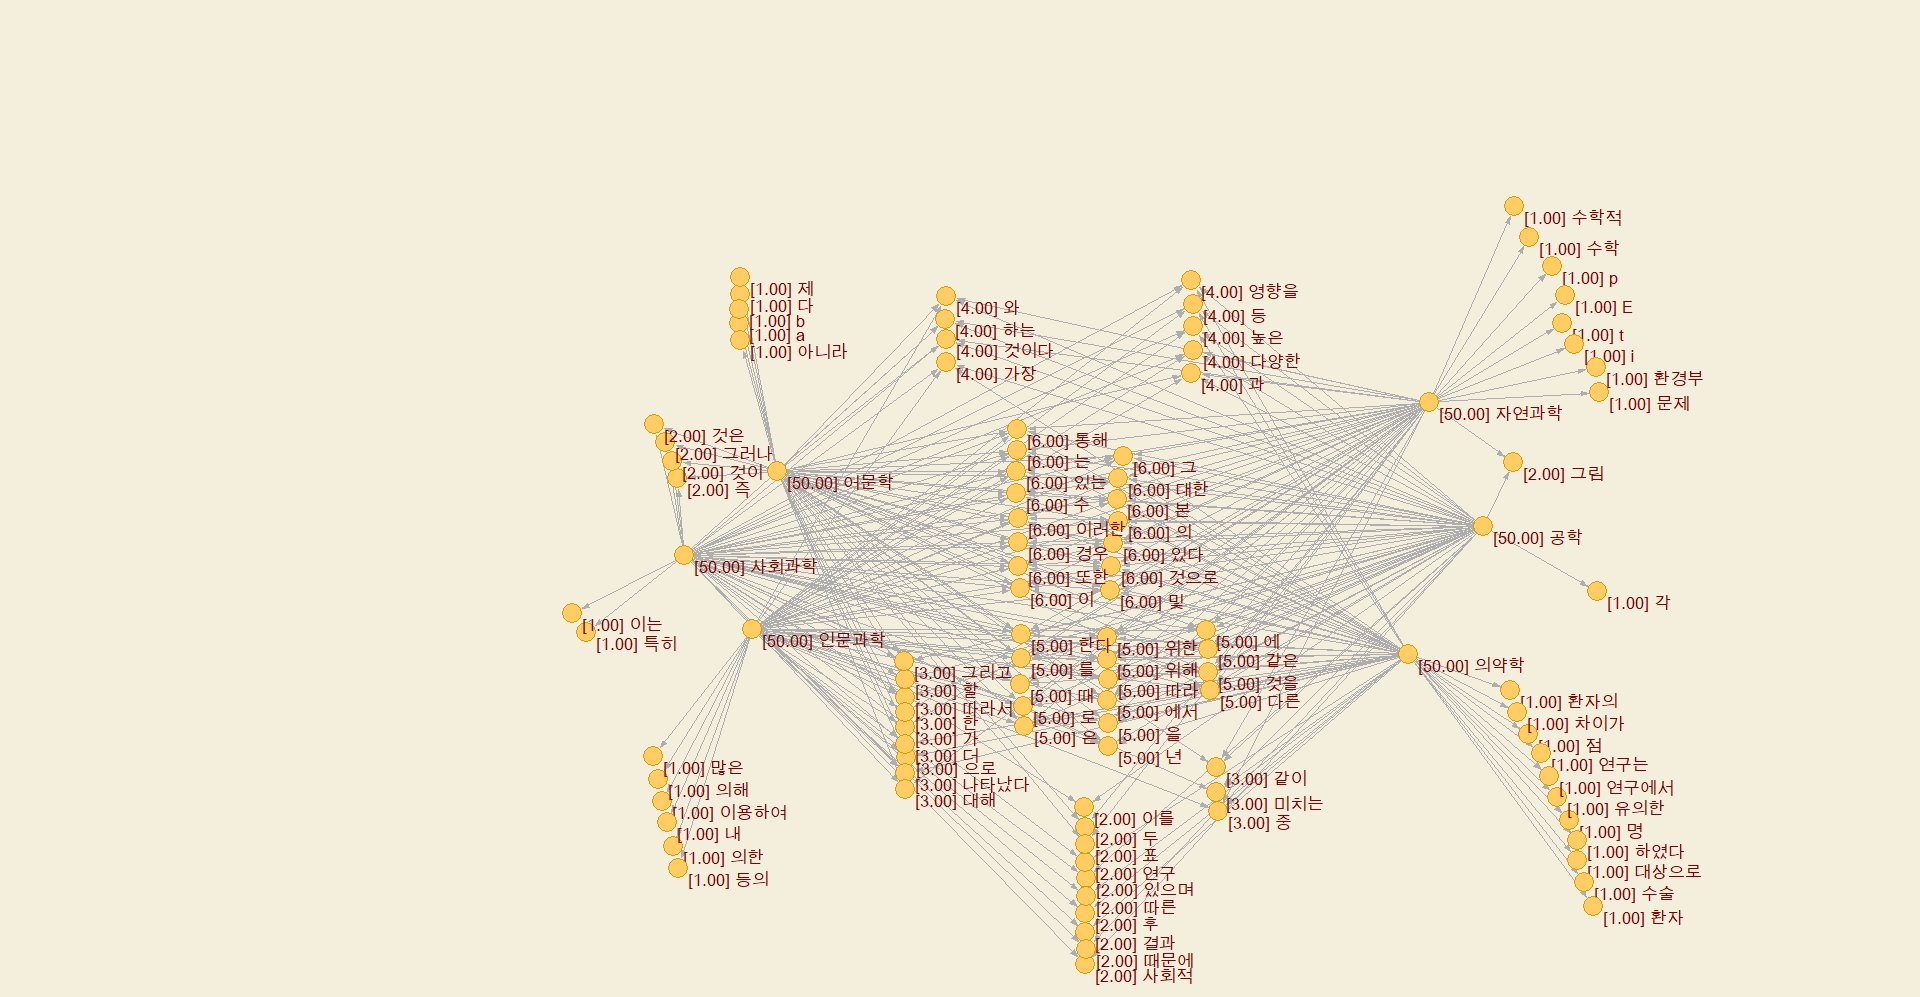 [1.00] 제
[1.00] 다
[1.00] b
[1.00] a
[1.00] 아니라
[2.00] 것은
[2.00] 그러나
[2.00] 것이
[2.00] 즉
[50.00] 어문학
[50.00] 사회과학
[1.00] 이는
[1.00] 특히
[50.00] 인문과학
[1.00] 많은
[1.00] 의해
[1.00] 이용하여
[1.00] 내
[1.00] 의한
[1.00] 등의
[4.00] 와
[4.00] 하는
[4.00] 것이다
[4.00] 가장
[4.00] 영향을
[4.00] 등
[4.00] 높은
[4.00] 다양한
[4.00] 과
[6.00] 통해
[6.00] 는
[6.00] 있는
[6.00] 수
[6.00] 이러한
[6.00] 경우
[6.00] 또한
[6.00] 이
[6.00] 그
[6.00] 대한
[6.00] 본
[6.00] 의
[6.00] 있다
[6.00] 것으로
[6.00] 및
[3.00] 그리고
[3.00] 할
[3.00] 따라서
[3.00] 한
[3.00] 가
[3.00] 더
[3.00] 으로
[3.00] 나타났다
[3.00] 대해
[5.00] 한다
[5.00] 를
[5.00] 때
[5.00] 로
[5.00] 은
[5.00] 위한
[5.00] 위해
[5.00] 따라
[5.00] 에서
[5.00] 을
[5.00] 년
[5.00] 에
[5.00] 같은
[5.00] 것을
[5.00] 다른
[3.00] 같이
[3.00] 미치는
[3.00] 중
[2.00] 이를
[2.00] 두
[2.00] 표
[2.00] 연구
[2.00] 있으며
[2.00] 따른
[2.00] 후
[2.00] 결과
[2.00] 때문에
[2.00] 사회적
[1.00] 수학적
[1.00] 수학
[1.00] p
[1.00] E
[1.00] t
[1.00] i
[1.00] 환경부
[1.00] 문제
[50.00] 자연과학
[2.00] 그림
[50.00] 공학
[1.00] 각
[50.00] 의약학
[1.00] 환자의
[1.00] 차이가
[1.00] 점
[1.00] 연구는
[1.00] 연구에서
[1.00] 유의한
[1.00] 명
[1.00] 하였다
[1.00] 대상으로
[1.00] 수술
[1.00] 환자